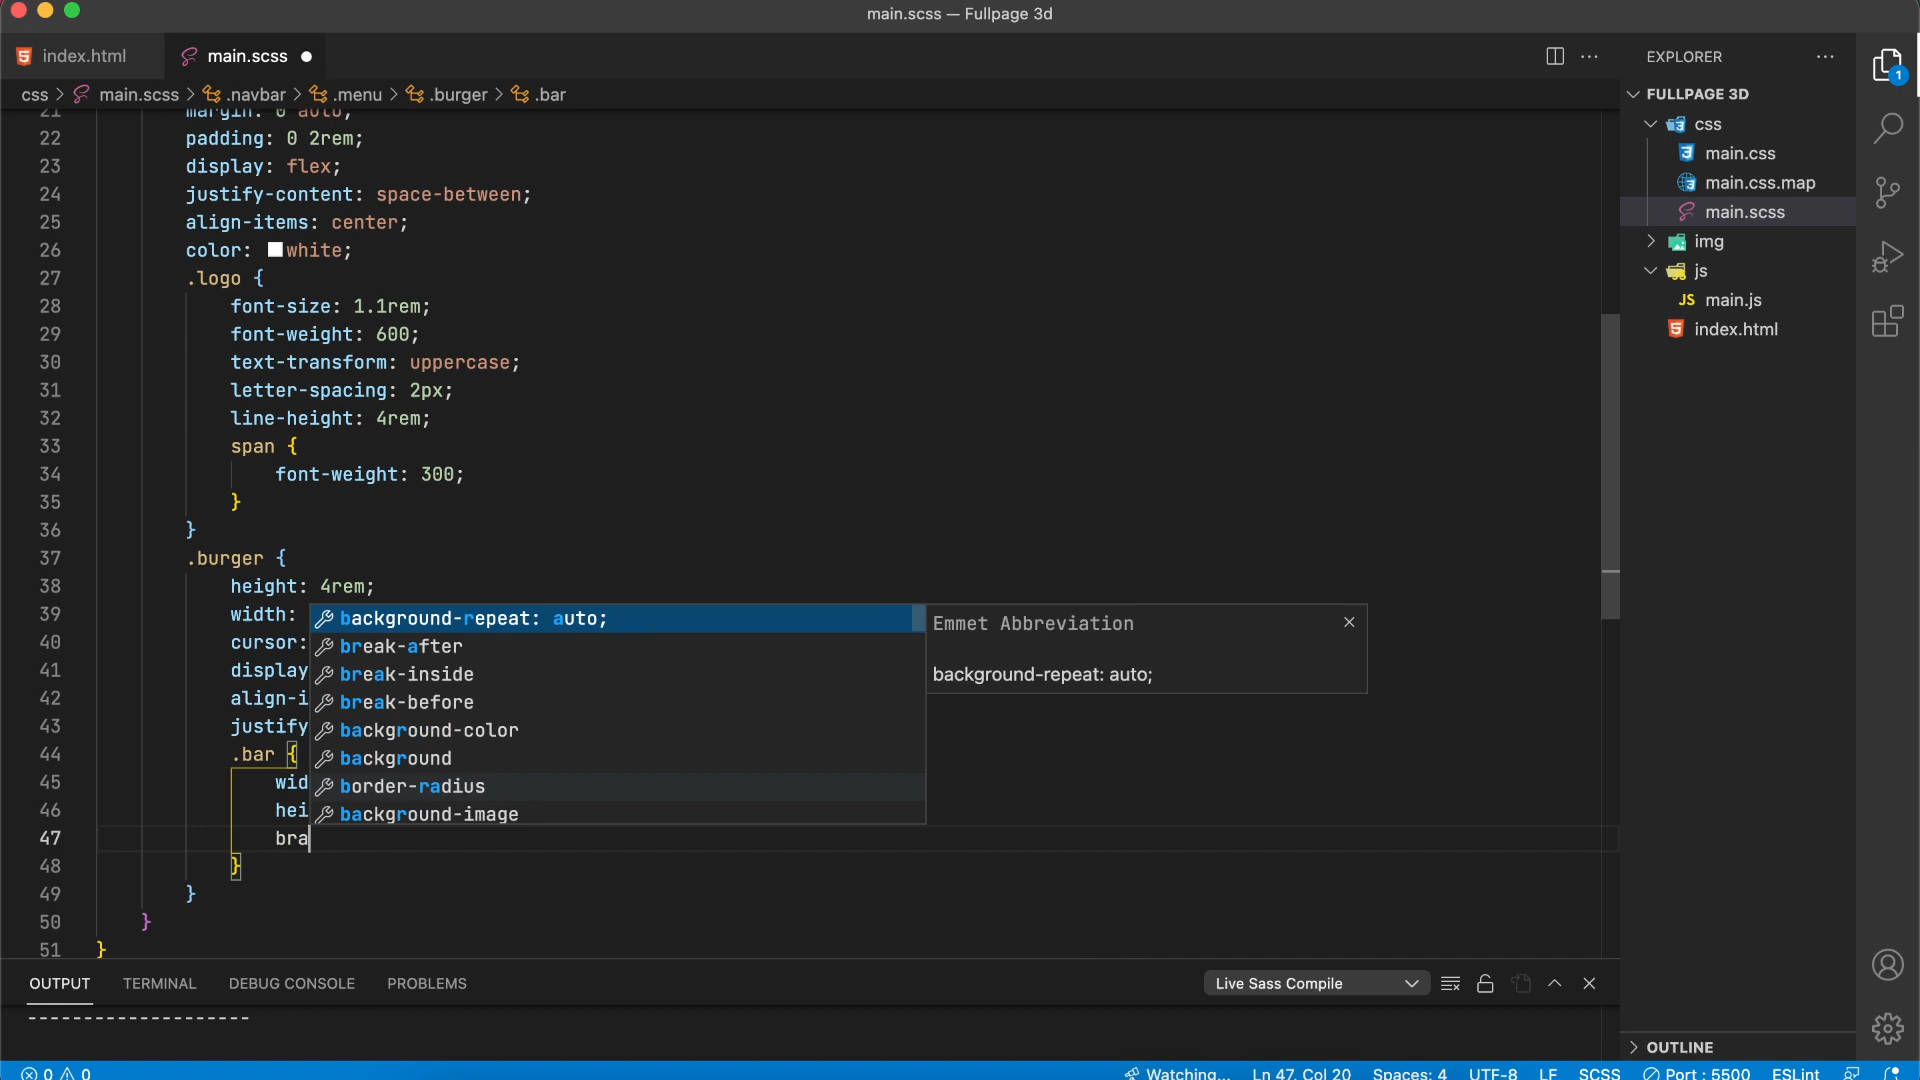 main.scss — Fullpage 3d
index.html
main.scss
EXPLORER
css > main.scss > .navbar > .menu > .burger > .bar
FULLPAGE 3D
css
main.css
main.css.map
main.scss
img
js
JS main.js
index.html
21 margin: 0 auto;
22 padding: 0 2rem;
23 display: flex;
24 justify-content: space-between;
25 align-items: center;
26 color: white;
27 .logo {
28 font-size: 1.1rem;
29 font-weight: 600;
30 text-transform: uppercase;
31 letter-spacing: 2px;
32 line-height: 4rem;
33 span {
34 font-weight: 300;
35 }
36 }
37 .burger {
38 height: 4rem;
39 width:
40 cursor:
41 display
42 align-i
43 justify
44 .bar {
45 wid
46 hei
47 bra
48 }
49 }
50 }
51 }
background-repeat: auto;
break-after
break-inside
break-before
background-color
background
border-radius
background-image
Emmet Abbreviation
background-repeat: auto;
1
OUTPUT TERMINAL DEBUG CONSOLE PROBLEMS
Live Sass Compile
--------------------
OUTLINE
0 0
Watching... Ln 47, Col 20 Spaces: 4 UTF-8 LF SCSS Port : 5500 ESLint